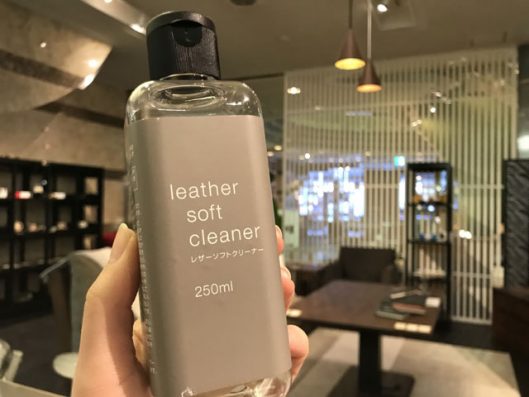 leather
soft
cleaner
レザーソフトクリーナー
250ml